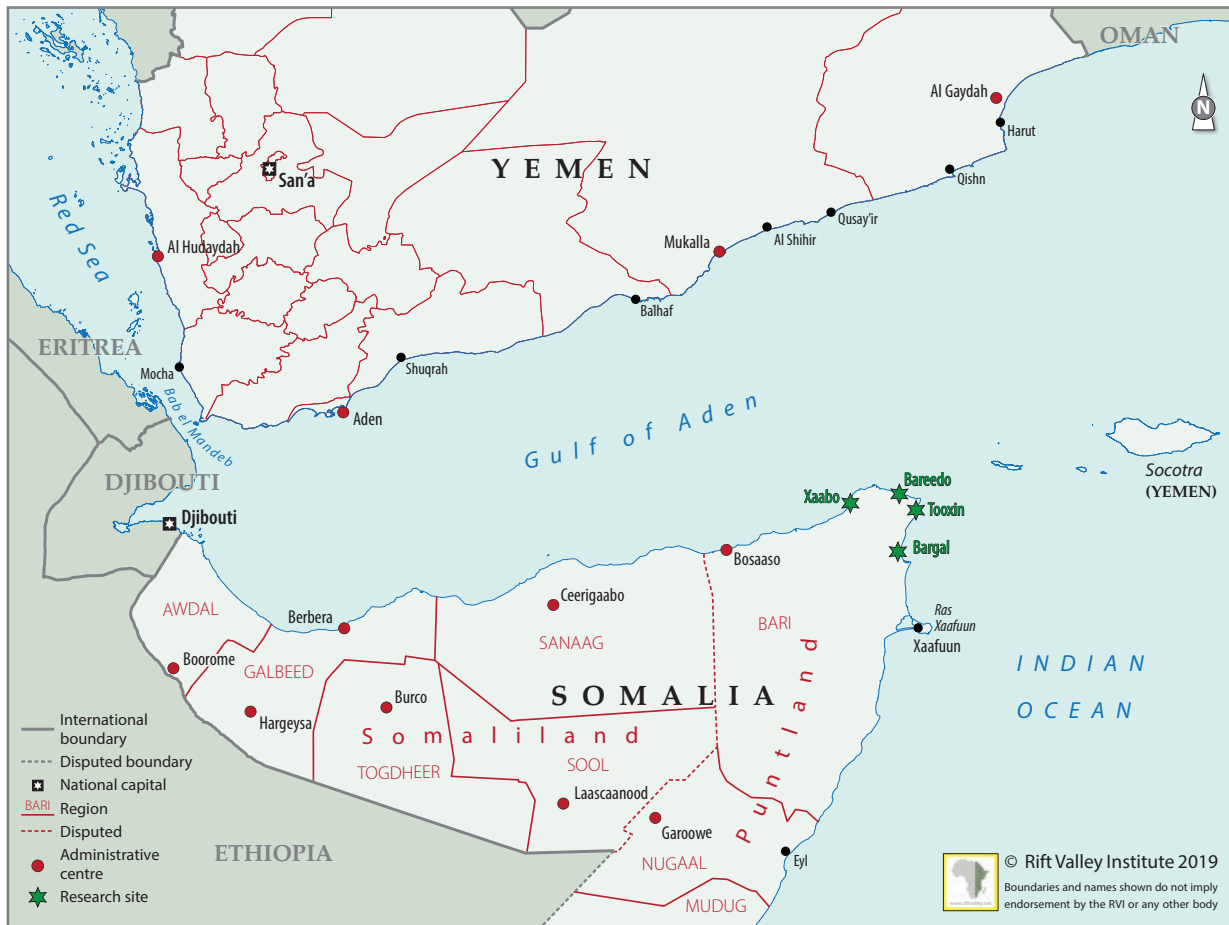 OMAN
Al Gaydah
N
Harut
YEMEN
San'a
Qishn
Red Sea
Qusay'ir
Al Shihir
Mukalla
Al Hudaydah
Balhaf
ERITREA
Shuqrah
Mocha
Bab el Mandeb
Aden
Gulf of Aden
Socotra
(YEMEN)
DJIBOUTI
Djibouti
Bareedo
Xaabo
Tooxin
Bargal
Bosaaso
AWDAL
Berbera
Ceerigaabo
SANAAG
BARI
Ras
Xaafuun
Xaafuun
Boorome
GALBEED
Burco
Hargeysa
SOMALIA
INDIAN
OCEAN
Somaliland
Puntland
TOGDHEER
SOOL
Laascaanood
Garoowe
NUGAAL
Eyl
MUDUG
ETHIOPIA
International
boundary
Disputed boundary
National capital
BARI Region
Disputed
Administrative
centre
Research site
www.riftvalley.net
© Rift Valley Institute 2019
Boundaries and names shown do not imply
endorsement by the RVI or any other body